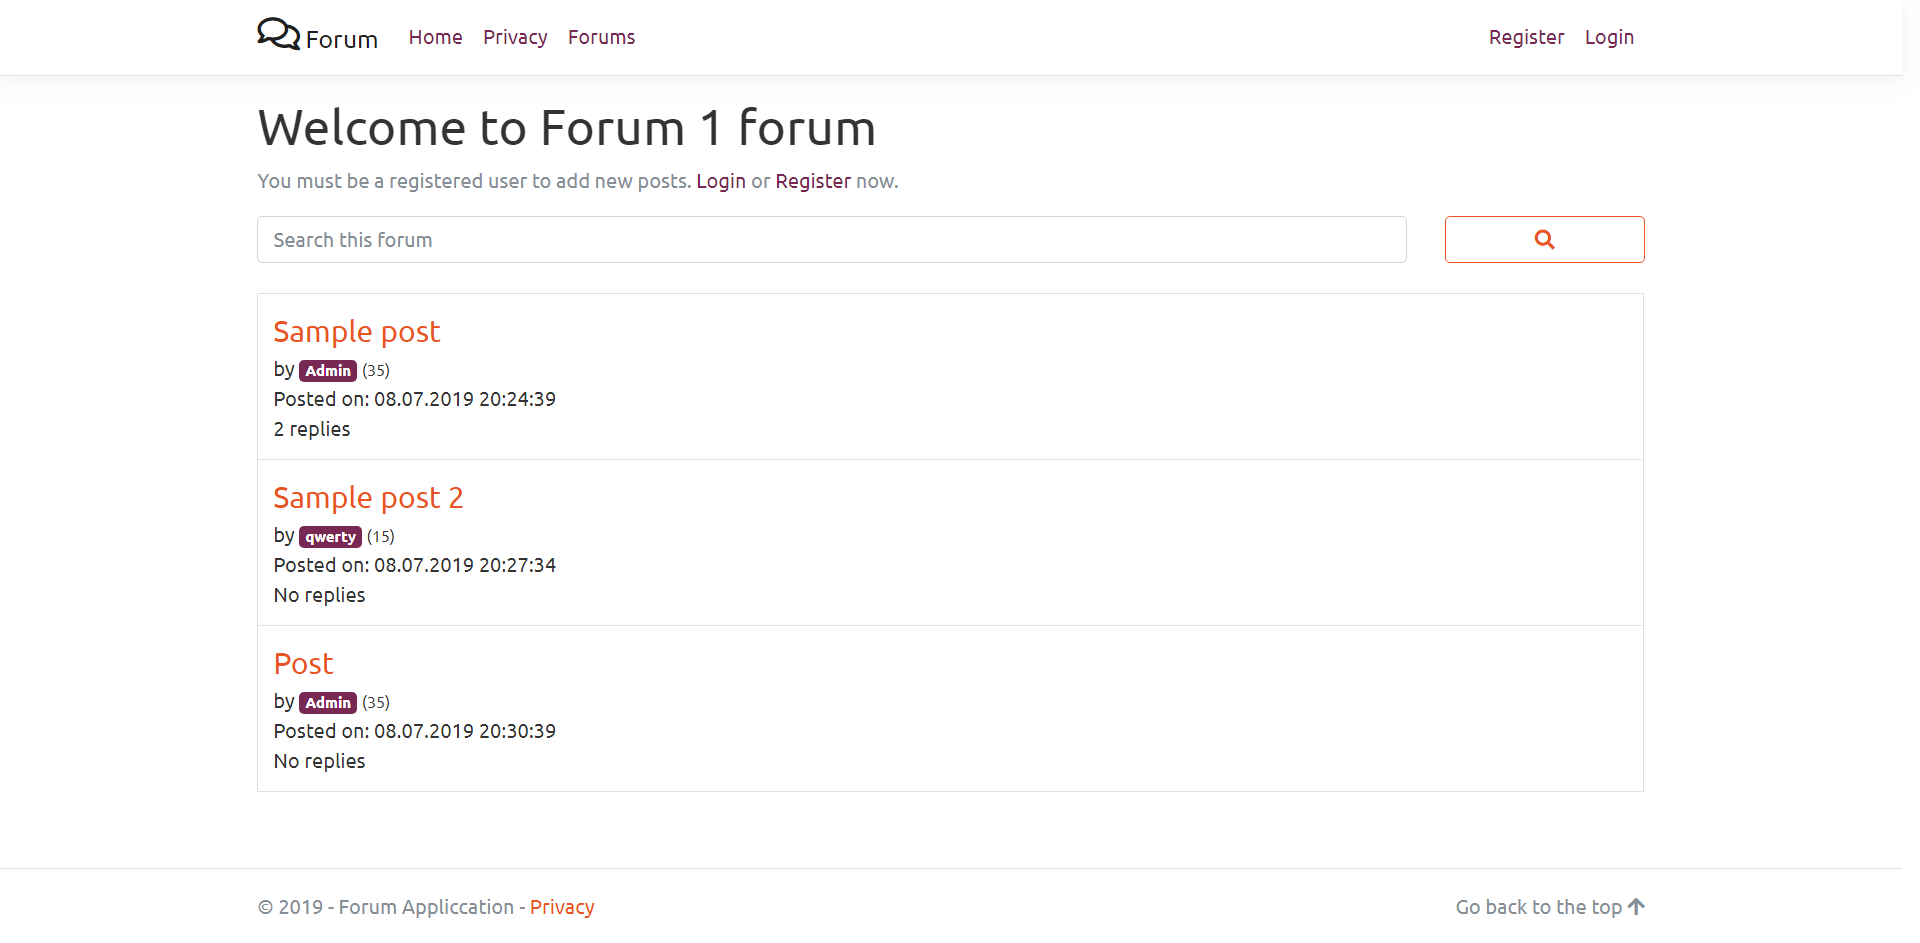 Forum Home Privacy Forums Register Login
Welcome to Forum 1 forum
You must be a registered user to add new posts. Login or Register now.
Search this forum
Sample post
by Admin (35)
Posted on: 08.07.2019 20:24:39
2 replies
Sample post 2
by qwerty (15)
Posted on: 08.07.2019 20:27:34
No replies
Post
by Admin (35)
Posted on: 08.07.2019 20:30:39
No replies
© 2019 - Forum Appliccation - Privacy Go back to the top